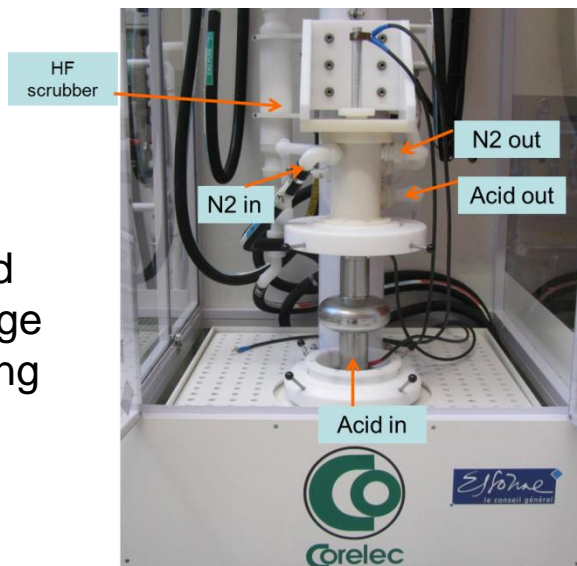 HF
scrubber
N2 out
N2 in
Acid out
d
ge
ng
Acid in
Essonne
le conseil général
Corelec